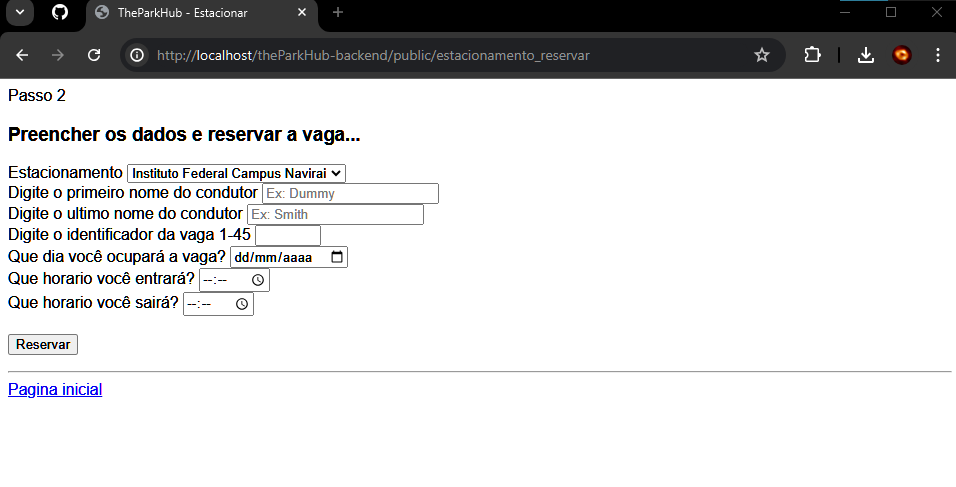 TheParkHub - Estacionar
http://localhost/theParkHub-backend/public/estacionamento_reservar
Passo 2
Preencher os dados e reservar a vaga...
Estacionamento Instituto Federal Campus Navirai
Digite o primeiro nome do condutor Ex: Dummy
Digite o ultimo nome do condutor Ex: Smith
Digite o identificador da vaga 1-45
Que dia você ocupará a vaga? dd/mm/aaaa
Que horario você entrará? --:--
Que horario você sairá? --:--
Reservar
Pagina inicial